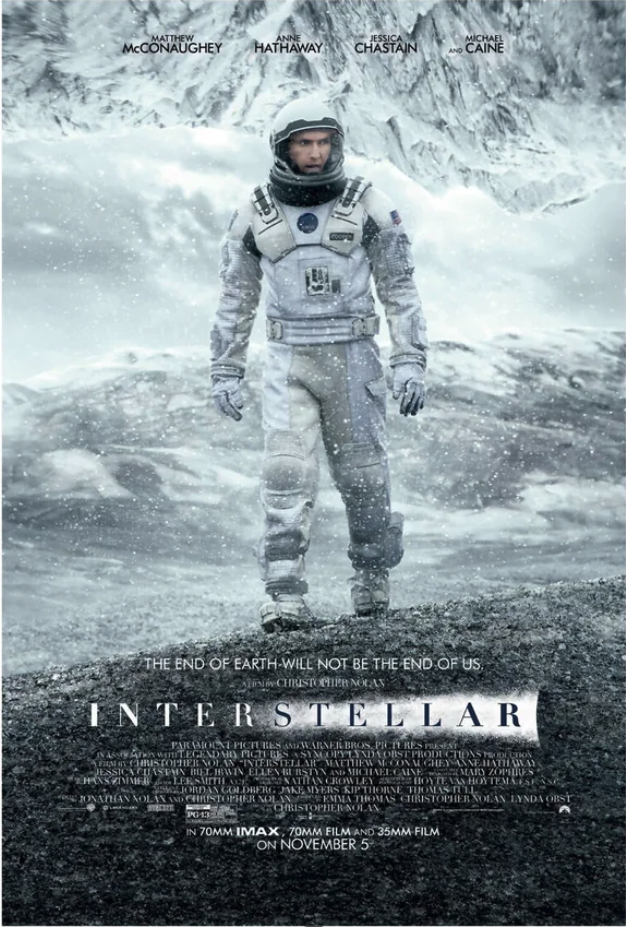 MATTHEW ANNE JESSICA MICHAEL
McCONAUGHEY HATHAWAY CHASTAIN AND CAINE
THE END OF EARTH WILL NOT BE THE END OF US.
A FILM BY CHRISTOPHER NOLAN
INTERSTELLAR
PARAMOUNT PICTURES AND WARNER BROS. PICTURES PRESENT
IN ASSOCIATION WITH LEGENDARY PICTURES A SYNCOPY/LYNDA OBST PRODUCTIONS PRODUCTION
A FILM BY CHRISTOPHER NOLAN "INTERSTELLAR" MATTHEW McCONAUGHEY ANNE HATHAWAY
JESSICA CHASTAIN BILL IRWIN ELLEN BURSTYN AND MICHAEL CAINE MARY ZOPHRES
HANS ZIMMER LEE SMITH NATHAN CROWLEY HOYTE VAN HOYTEMA
JORDAN GOLDBERG JAKE MYERS KIP THORNE THOMAS TULL
JONATHAN NOLAN AND CHRISTOPHER NOLAN EMMA THOMAS CHRISTOPHER NOLAN LYNDA OBST
PG-13 CHRISTOPHER NOLAN
IN 70MM IMAX, 70MM FILM AND 35MM FILM
ON NOVEMBER 5